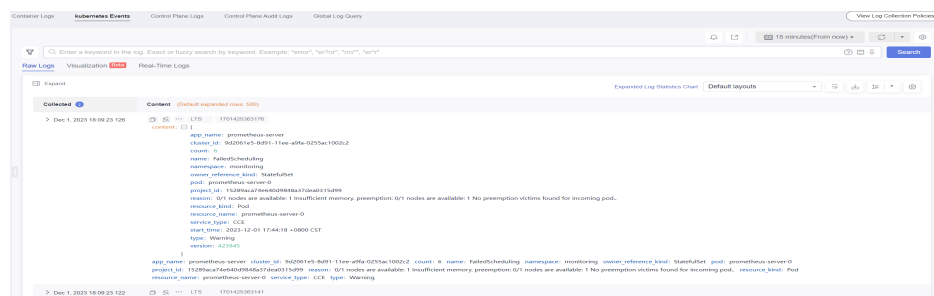 Container Logs kubernetes Events Control Plane Logs Control Plane Audit Logs Global Log Query View Log Collection Policies
15 minutes(From now)
Enter a keyword in the log. Exact or fuzzy search by keyword. Example: "error", "er?or", "rro*", "er*r" Search
Raw Logs Visualization Beta Real-Time Logs
Expand Expanded Log Statistics Chart Default layouts
Collected Content (Default expanded rows: 500)
Dec 1, 2023 18:09:23.126 LTS 1701425363176
content: {
app_name: prometheus-server
cluster_id: 9d2061e5-8d91-11ee-a9fa-0255ac1002c2
count: 6
name: FailedScheduling
namespace: monitoring
owner_reference_kind: StatefulSet
pod: prometheus-server-0
project_id: 15289aca74e640d9848a37dea0315d99
reason: 0/1 nodes are available: 1 Insufficient memory. preemption: 0/1 nodes are available: 1 No preemption victims found for incoming pod..
resource_kind: Pod
resource_name: prometheus-server-0
service_type: CCE
start_time: 2023-12-01 17:44:18 +0800 CST
type: Warning
version: 423845
}
app_name: prometheus-server cluster_id: 9d2061e5-8d91-11ee-a9fa-0255ac1002c2 count: 6 name: FailedScheduling namespace: monitoring owner_reference_kind: StatefulSet pod: prometheus-server-0
project_id: 15289aca74e640d9848a37dea0315d99 reason: 0/1 nodes are available: 1 Insufficient memory. preemption: 0/1 nodes are available: 1 No preemption victims found for incoming pod.. resource_kind: Pod
resource_name: prometheus-server-0 service_type: CCE type: Warning
Dec 1, 2023 18:09:23.122 LTS 1701425363141